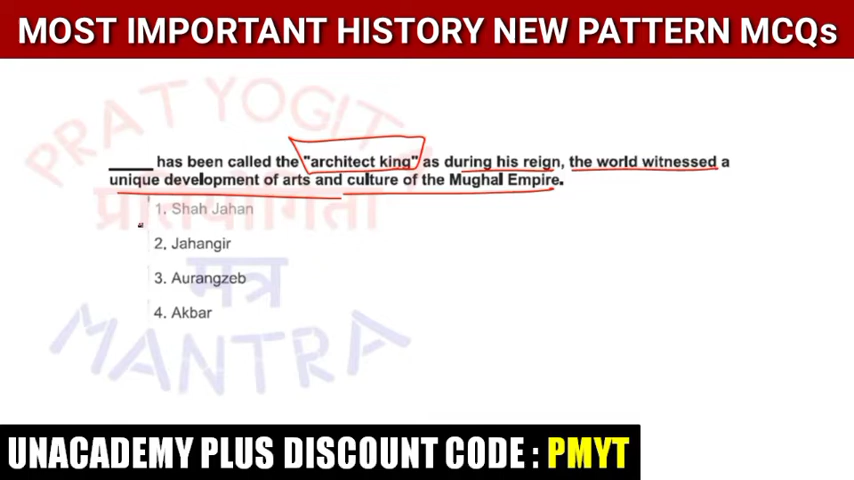 MOST IMPORTANT HISTORY NEW PATTERN MCQs
PRATYOGITA
_____ has been called the "architect king" as during his reign, the world witnessed a
unique development of arts and culture of the Mughal Empire.
प्रतियोगिता
1. Shah Jahan
2. Jahangir
मंत्र
3. Aurangzeb
4. Akbar
MANTRA
UNACADEMY PLUS DISCOUNT CODE : PMYT